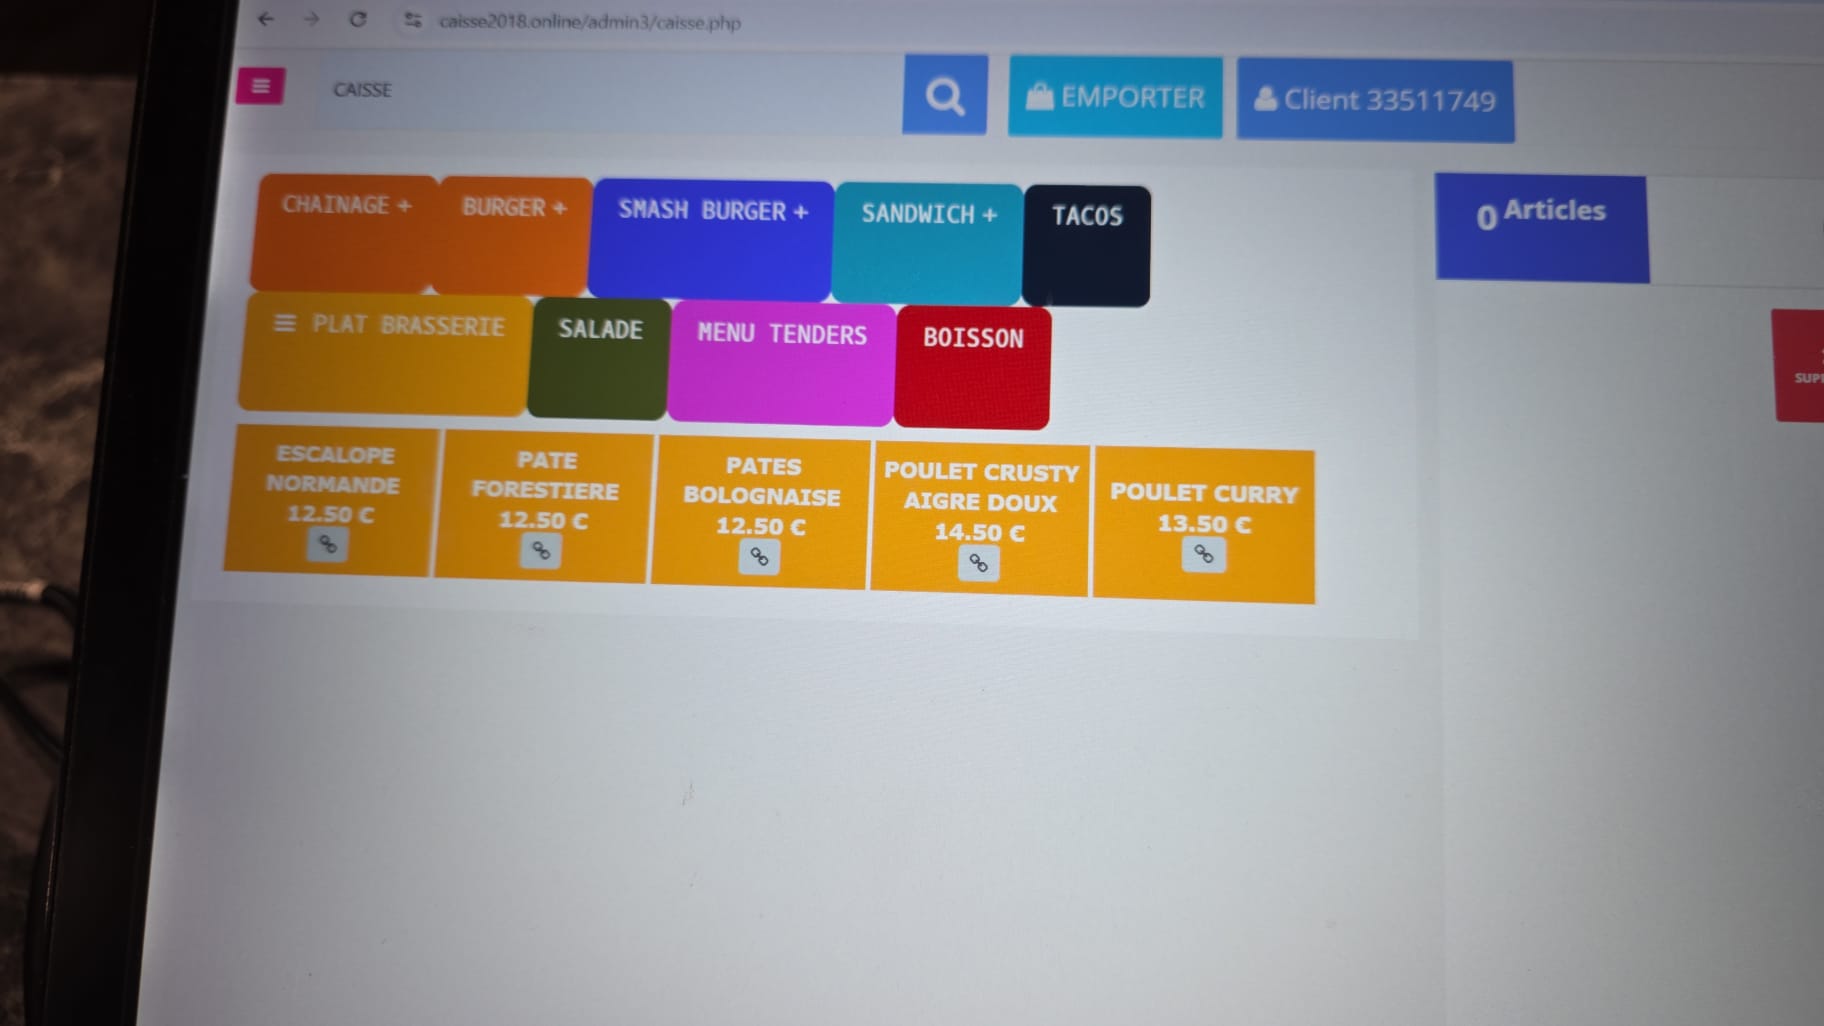 caisse2018.online/admin3/caisse.php
CAISSE
EMPORTER
Client 33511749
CHAINAGE +
BURGER +
SMASH BURGER +
SANDWICH +
TACOS
0 Articles
PLAT BRASSERIE
SALADE
MENU TENDERS
BOISSON
ESCALOPE
NORMANDE
12.50 €
PATE
FORESTIERE
12.50 €
PATES
BOLOGNAISE
12.50 €
POULET CRUSTY
AIGRE DOUX
14.50 €
POULET CURRY
13.50 €